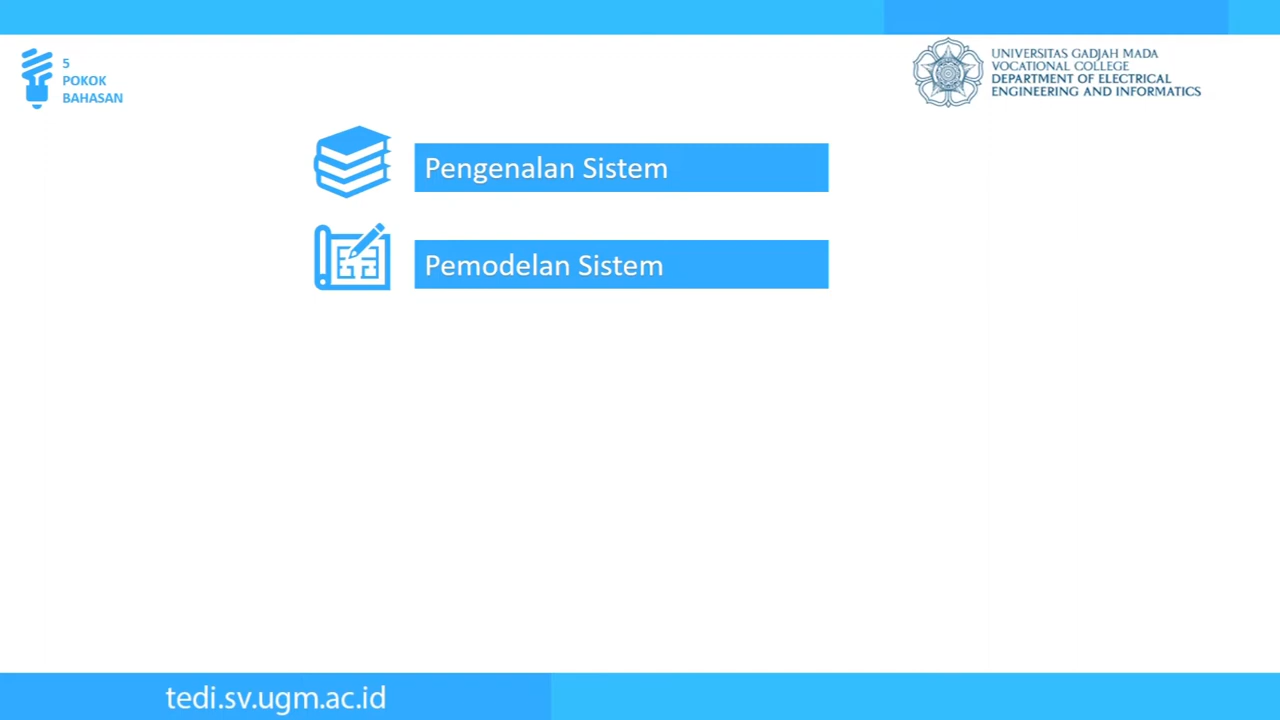 5
POKOK
BAHASAN
UNIVERSITAS GADJAH MADA
VOCATIONAL COLLEGE
DEPARTMENT OF ELECTRICAL
ENGINEERING AND INFORMATICS
Pengenalan Sistem
Pemodelan Sistem
tedi.sv.ugm.ac.id